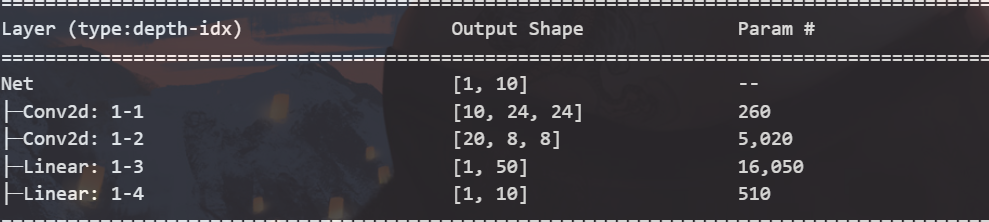 ==========================================================================================
Layer (type:depth-idx)                   Output Shape              Param #
==========================================================================================
Net                                      [1, 10]                   --
├─Conv2d: 1-1                            [10, 24, 24]              260
├─Conv2d: 1-2                            [20, 8, 8]                5,020
├─Linear: 1-3                            [1, 50]                   16,050
├─Linear: 1-4                            [1, 10]                   510
==========================================================================================